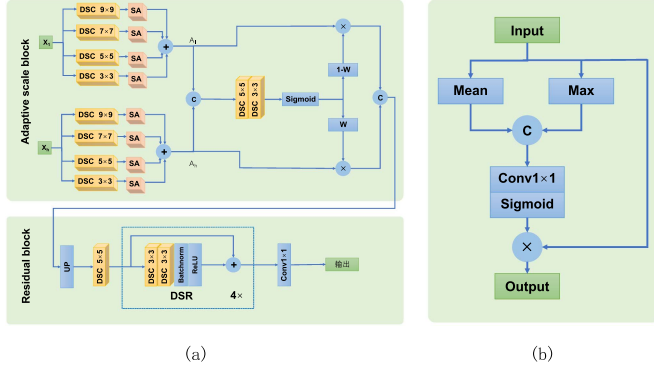 Adaptive scale block
X₁
DSC 9×9
SA
DSC 7×7
SA
DSC 5×5
SA
DSC 3×3
SA
+
A
×
1-W
C
DSC 5×5
DSC 3×3
Sigmoid
C
W
Xₕ
DSC 9×9
SA
DSC 7×7
SA
DSC 5×5
SA
DSC 3×3
SA
+
Aₕ
×
Residual block
UP
DSC 5×5
DSC 3×3
DSC 3×3
Batchnorm
ReLU
+
DSR 4×
Conv1×1
输出
(a)
Input
Mean
Max
C
Conv1×1
Sigmoid
×
Output
(b)